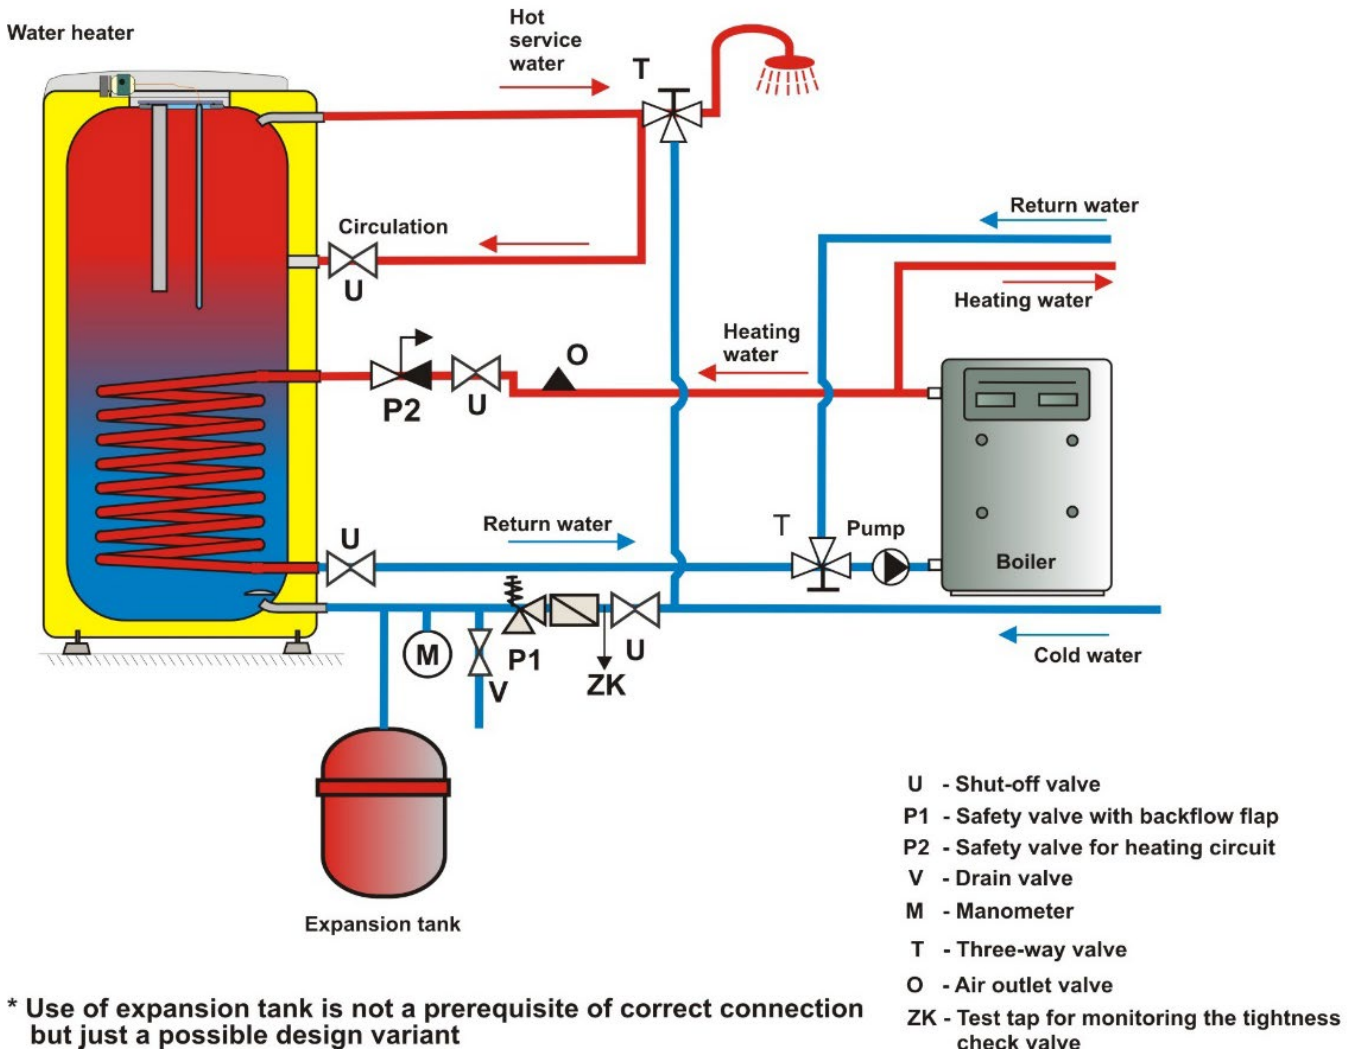 Water heater
Hot
service
water
T
Circulation
U
Return water
Heating water
Heating
water
O
P2
U
Return water
U
T
Pump
Boiler
M
V
P1
ZK
U
Cold water
Expansion tank
U - Shut-off valve
P1 - Safety valve with backflow flap
P2 - Safety valve for heating circuit
V - Drain valve
M - Manometer
T - Three-way valve
O - Air outlet valve
ZK - Test tap for monitoring the tightness
check valve
* Use of expansion tank is not a prerequisite of correct connection
but just a possible design variant